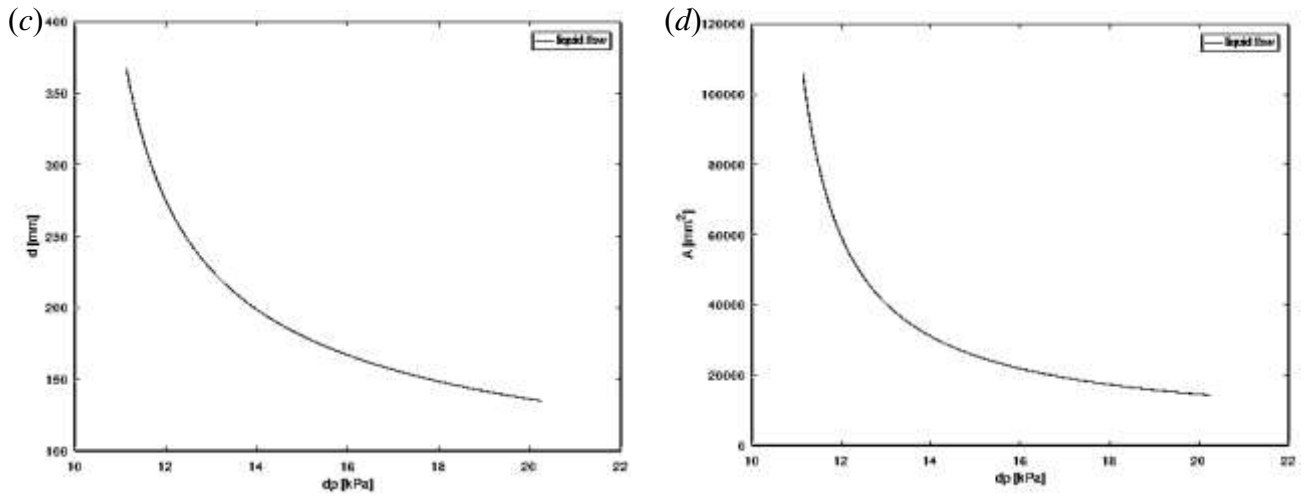 (c)
400
350
300
250
200
150
100
d [mm]
liquid flow
10 12 14 16 18 20 22
dp [kPa]
(d)
120000
100000
80000
60000
40000
20000
0
A [mm²]
liquid flow
10 12 14 16 18 20 22
dp [kPa]